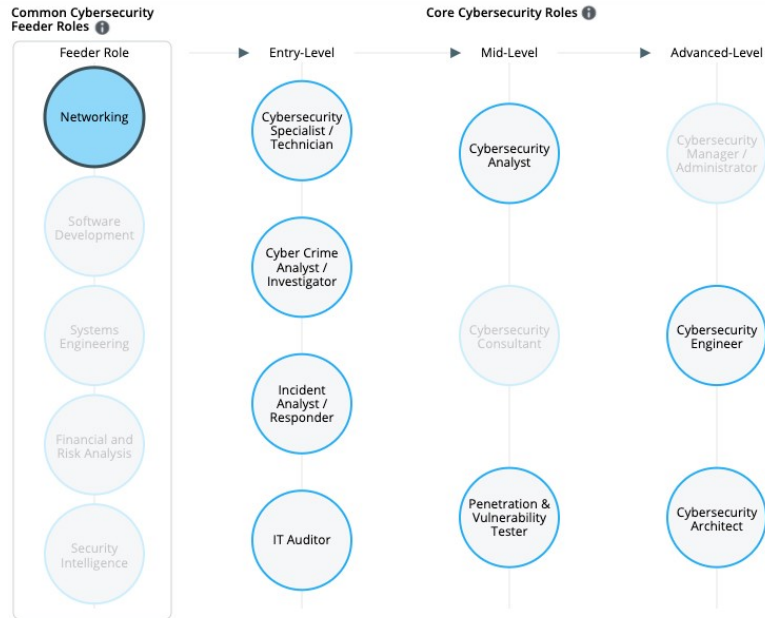 Common Cybersecurity
Feeder Roles
Core Cybersecurity Roles
Feeder Role
Entry-Level
Mid-Level
Advanced-Level
Networking
Software
Development
Systems
Engineering
Financial and
Risk Analysis
Security
Intelligence
Cybersecurity
Specialist /
Technician
Cyber Crime
Analyst /
Investigator
Incident
Analyst /
Responder
IT Auditor
Cybersecurity
Analyst
Cybersecurity
Consultant
Penetration &
Vulnerability
Tester
Cybersecurity
Manager /
Administrator
Cybersecurity
Engineer
Cybersecurity
Architect